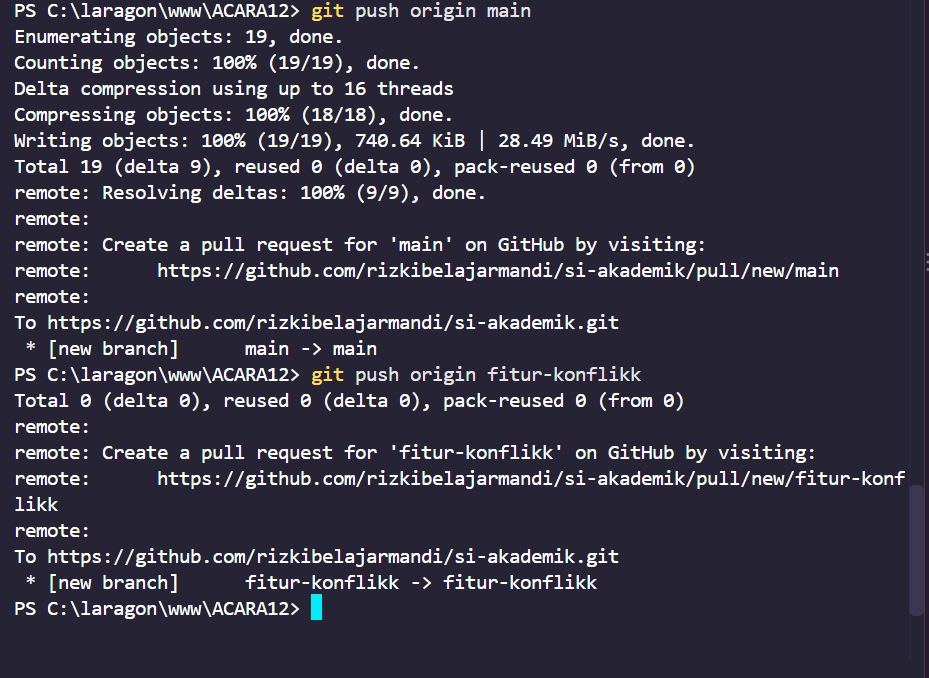 PS C:\laragon\www\ACARA12> git push origin main
Enumerating objects: 19, done.
Counting objects: 100% (19/19), done.
Delta compression using up to 16 threads
Compressing objects: 100% (18/18), done.
Writing objects: 100% (19/19), 740.64 KiB | 28.49 MiB/s, done.
Total 19 (delta 9), reused 0 (delta 0), pack-reused 0 (from 0)
remote: Resolving deltas: 100% (9/9), done.
remote:
remote: Create a pull request for 'main' on GitHub by visiting:
remote:      https://github.com/rizkibelajarmandi/si-akademik/pull/new/main
remote:
To https://github.com/rizkibelajarmandi/si-akademik.git
 * [new branch]      main -> main
PS C:\laragon\www\ACARA12> git push origin fitur-konflikk
Total 0 (delta 0), reused 0 (delta 0), pack-reused 0 (from 0)
remote:
remote: Create a pull request for 'fitur-konflikk' on GitHub by visiting:
remote:      https://github.com/rizkibelajarmandi/si-akademik/pull/new/fitur-konf
likk
remote:
To https://github.com/rizkibelajarmandi/si-akademik.git
 * [new branch]      fitur-konflikk -> fitur-konflikk
PS C:\laragon\www\ACARA12>